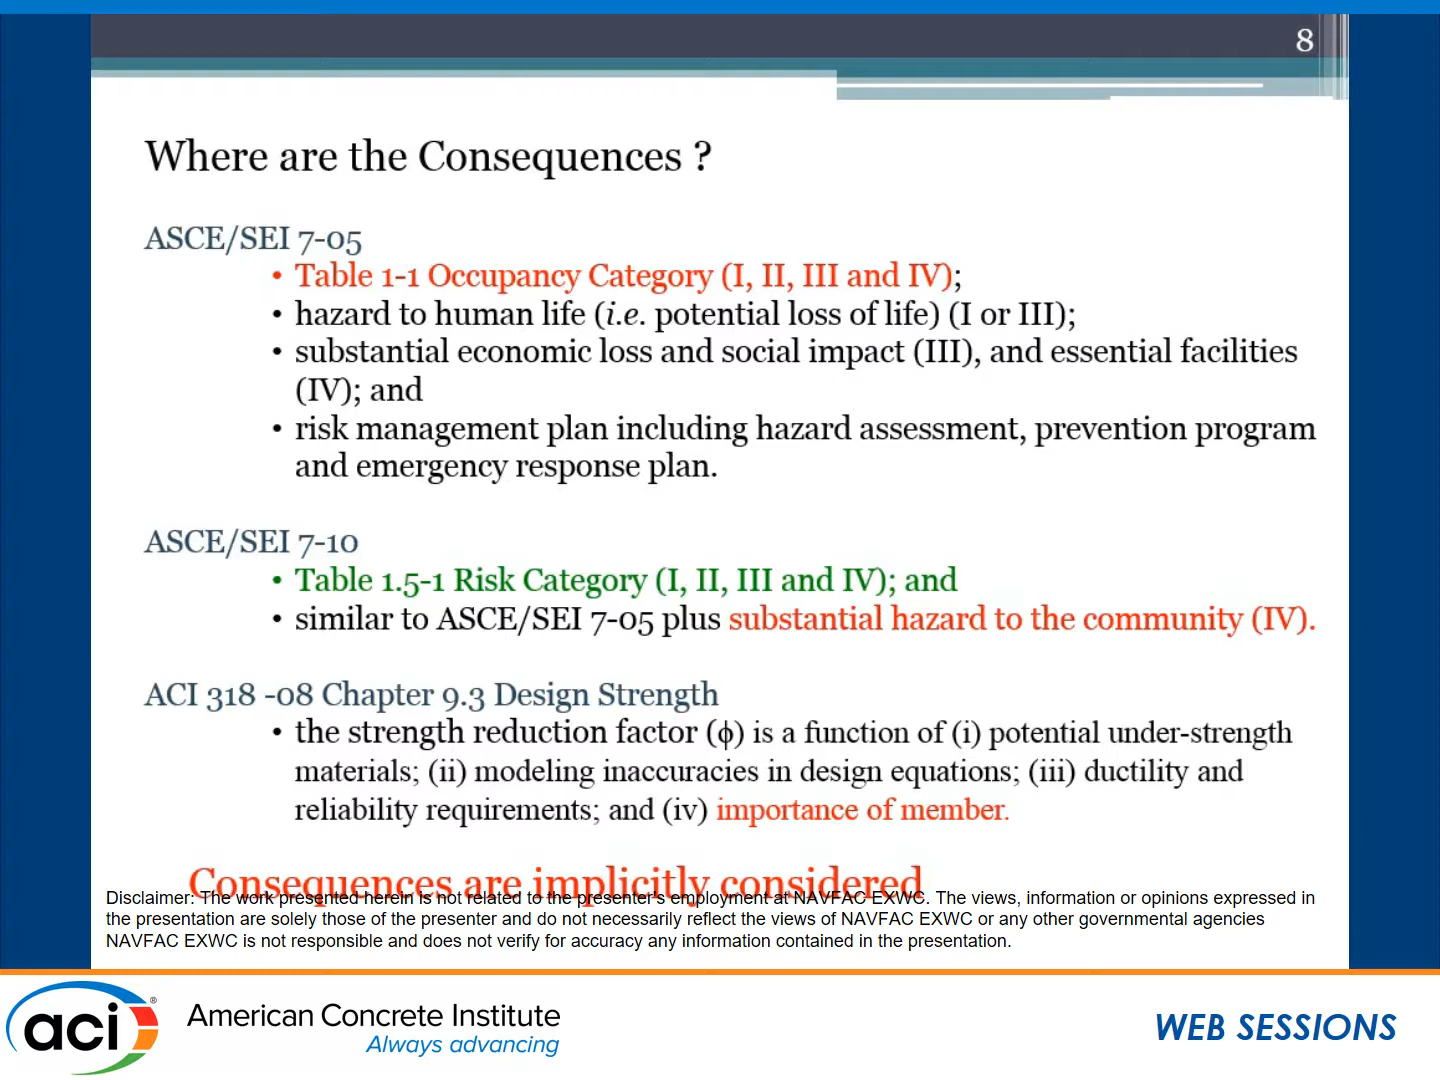 8
Where are the Consequences ?
ASCE/SEI 7-05
• Table 1-1 Occupancy Category (I, II, III and IV);
• hazard to human life (i.e. potential loss of life) (I or III);
• substantial economic loss and social impact (III), and essential facilities
(IV); and
• risk management plan including hazard assessment, prevention program
and emergency response plan.
ASCE/SEI 7-10
• Table 1.5-1 Risk Category (I, II, III and IV); and
• similar to ASCE/SEI 7-05 plus substantial hazard to the community (IV).
ACI 318 -08 Chapter 9.3 Design Strength
• the strength reduction factor (ϕ) is a function of (i) potential under-strength
materials; (ii) modeling inaccuracies in design equations; (iii) ductility and
reliability requirements; and (iv) importance of member.
Consequences are implicitly considered
Disclaimer: The work presented herein is not related to the presenter's employment at NAVFAC EXWC. The views, information or opinions expressed in
the presentation are solely those of the presenter and do not necessarily reflect the views of NAVFAC EXWC or any other governmental agencies
NAVFAC EXWC is not responsible and does not verify for accuracy any information contained in the presentation.
aci ®
American Concrete Institute
Always advancing
WEB SESSIONS